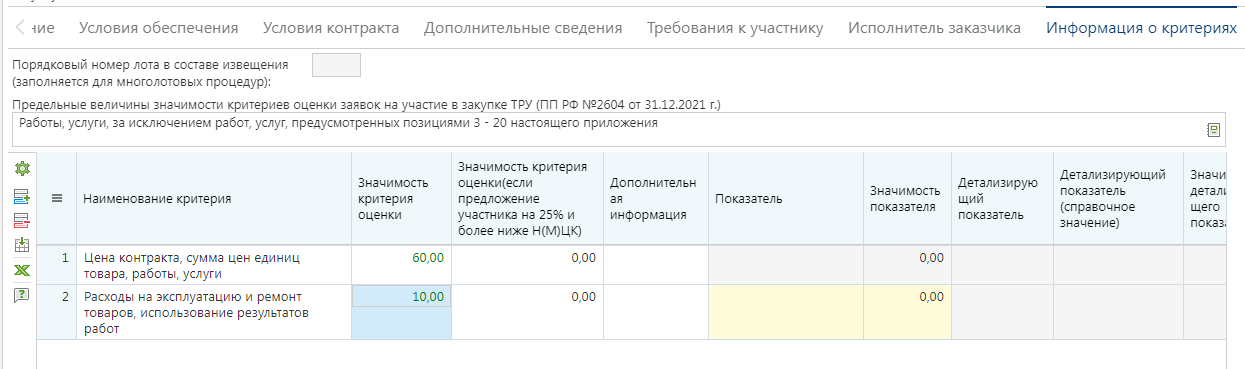 ние Условия обеспечения Условия контракта Дополнительные сведения Требования к участнику Исполнитель заказчика Информация о критериях
Порядковый номер лота в составе извещения
(заполняется для многолотовых процедур):
Предельные величины значимости критериев оценки заявок на участие в закупке ТРУ (ПП РФ №2604 от 31.12.2021 г.)
Работы, услуги, за исключением работ, услуг, предусмотренных позициями 3 - 20 настоящего приложения
Наименование критерия
Значимость
критерия
оценки
Значимость критерия
оценки(если
предложение
участника на 25% и
более ниже Н(М)ЦК)
Дополнительн
ая
информация
Показатель
Значимость
показателя
Детализирую
щий
показатель
Детализирующий
показатель
(справочное
значение)
Значи
детали
щего
показа
1 Цена контракта, сумма цен единиц 60,00 0,00 0,00
товара, работы, услуги
2 Расходы на эксплуатацию и ремонт 10,00 0,00 0,00
товаров, использование результатов
работ